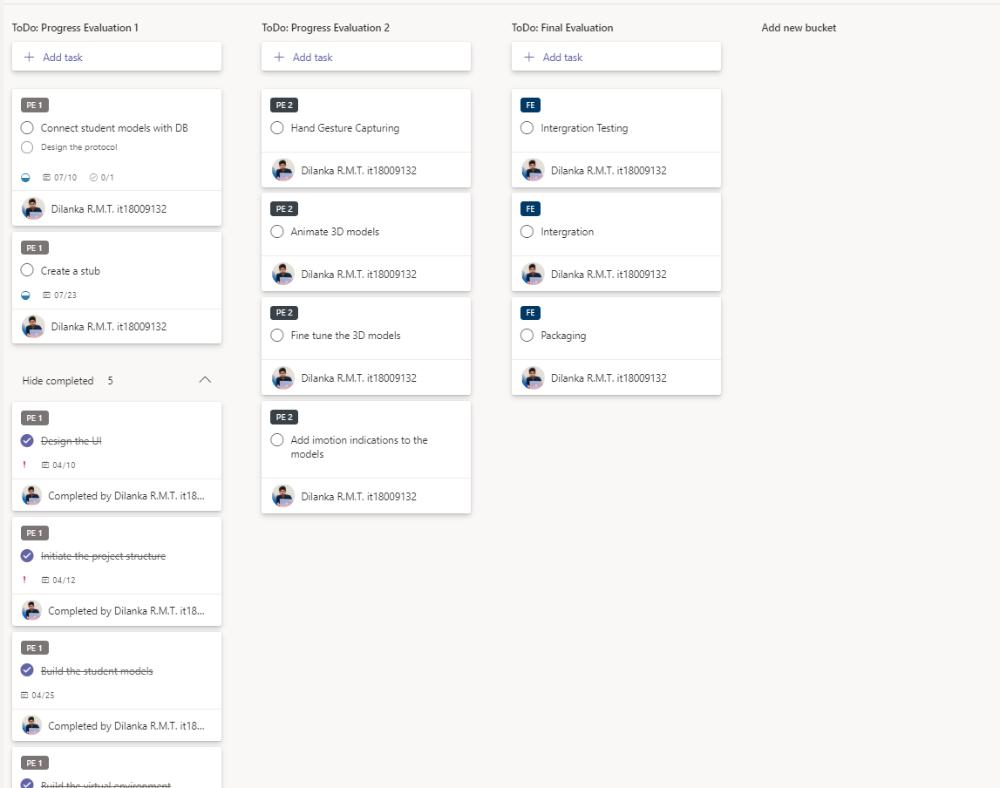 ToDo: Progress Evaluation 1
Add task
PE 1
Connect student models with DB
Design the protocol
07/10 0/1
Dilanka R.M.T. it18009132
PE 1
Create a stub
07/23
Dilanka R.M.T. it18009132
Hide completed 5
PE 1
Design the UI
! 04/10
Completed by Dilanka R.M.T. it18...
PE 1
Initiate the project structure
! 04/12
Completed by Dilanka R.M.T. it18...
PE 1
Build the student models
04/25
Completed by Dilanka R.M.T. it18...
PE 1
Build the virtual environment
ToDo: Progress Evaluation 2
Add task
PE 2
Hand Gesture Capturing
Dilanka R.M.T. it18009132
PE 2
Animate 3D models
Dilanka R.M.T. it18009132
PE 2
Fine tune the 3D models
Dilanka R.M.T. it18009132
PE 2
Add imotion indications to the
models
Dilanka R.M.T. it18009132
ToDo: Final Evaluation
Add task
FE
Intergration Testing
Dilanka R.M.T. it18009132
FE
Intergration
Dilanka R.M.T. it18009132
FE
Packaging
Dilanka R.M.T. it18009132
Add new bucket